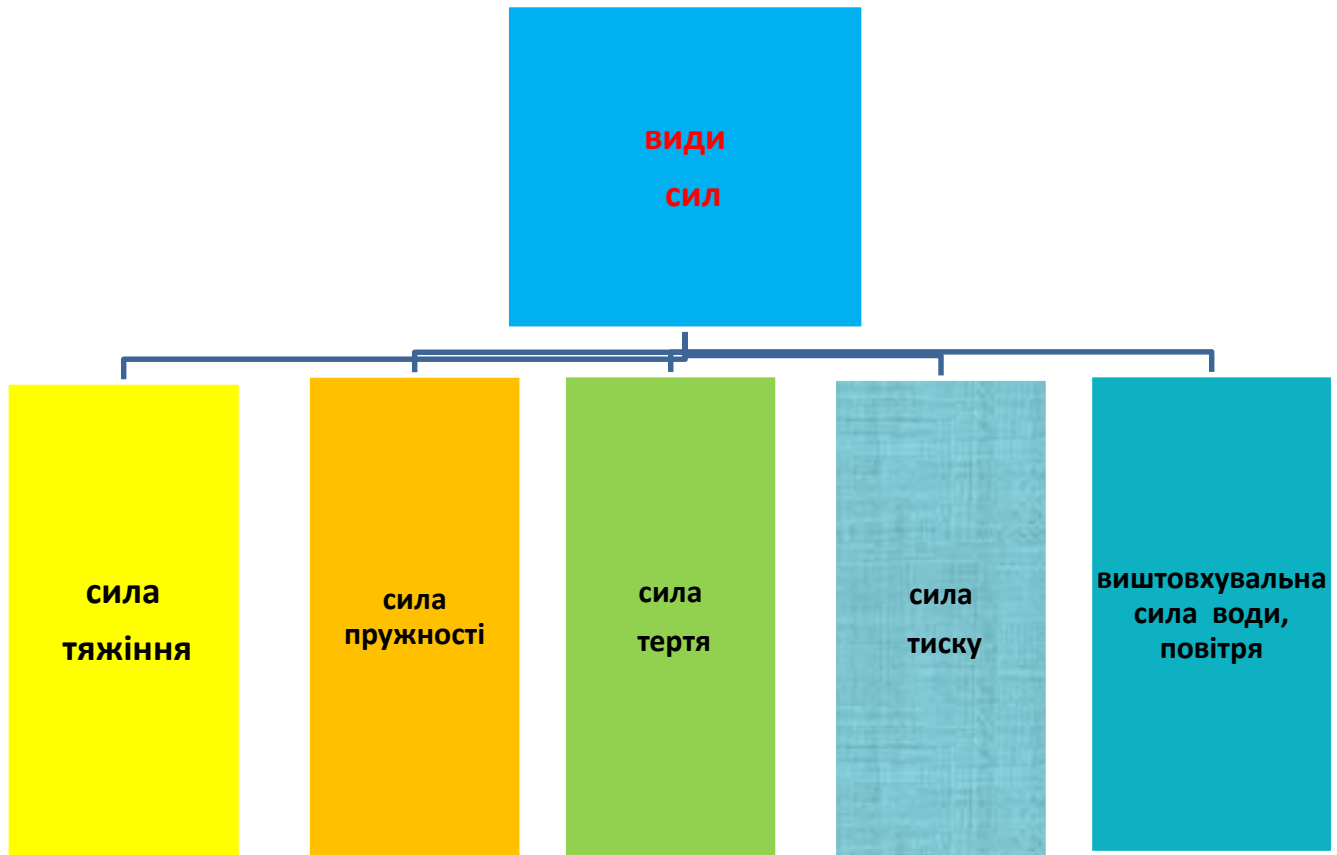 види
сил
сила
тяжіння
сила
пружності
сила
тертя
сила
тиску
виштовхувальна
сила води,
повітря